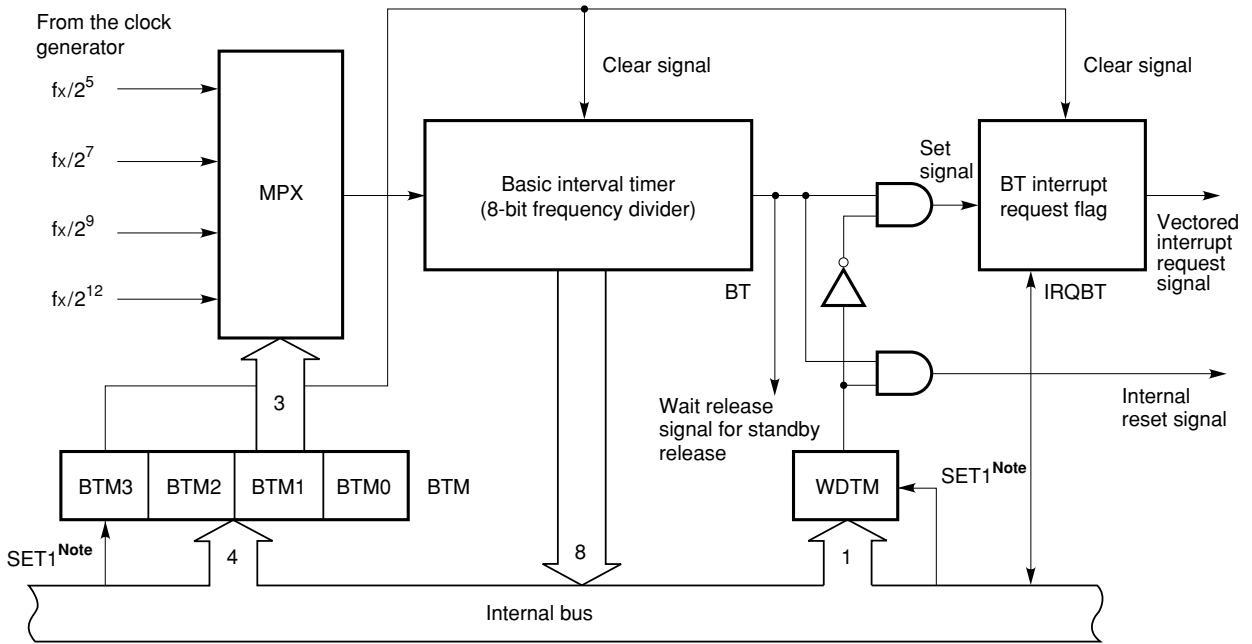 From the clock
generator
fx/2^5
fx/2^7
fx/2^9
fx/2^12
MPX
Clear signal
Clear signal
Basic interval timer
(8-bit frequency divider)
BT
Set
signal
BT interrupt
request flag
IRQBT
Vectored
interrupt
request
signal
3
Wait release
signal for standby
release
Internal
reset signal
BTM3
BTM2
BTM1
BTM0
BTM
WDTM
SET1^Note
SET1^Note
4
8
1
Internal bus